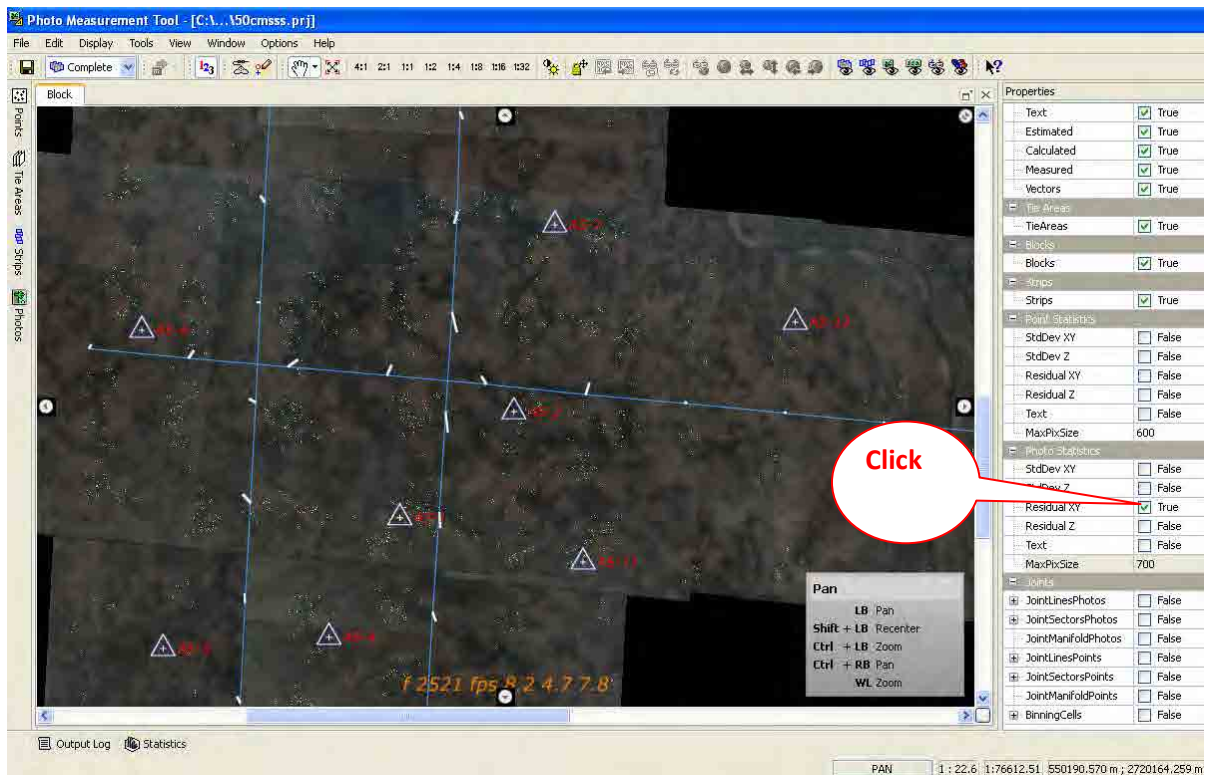 Photo Measurement Tool - [C:\...\50cmsss.prj]
File Edit Display Tools View Window Options Help
Complete 123 4:1 2:1 1:1 1:2 1:4 1:8 1:16 1:32
Block
Points
Tie Areas
Strips
Photos
Click
f 2521 fps 8.2 4.7 7.8'
Pan
LB Pan
Shift + LB Recenter
Ctrl + LB Zoom
Ctrl + RB Pan
WL Zoom
Properties
Text True
Estimated True
Calculated True
Measured True
Vectors True
Tie Areas
TieAreas True
Blocks
Blocks True
Strips
Strips True
Point Statistics
StdDev XY False
StdDev Z False
Residual XY False
Residual Z False
Text False
MaxPixSize 600
Photo Statistics
StdDev XY False
StdDev Z False
Residual XY True
Residual Z False
Text False
MaxPixSize 700
Joints
JointLinesPhotos False
JointSectorsPhotos False
JointManifoldPhotos False
JointLinesPoints False
JointSectorsPoints False
JointManifoldPoints False
BinningCells False
Output Log Statistics
PAN 1 : 22.6 1:76612.51 550190.570 m ; 2720164.259 m